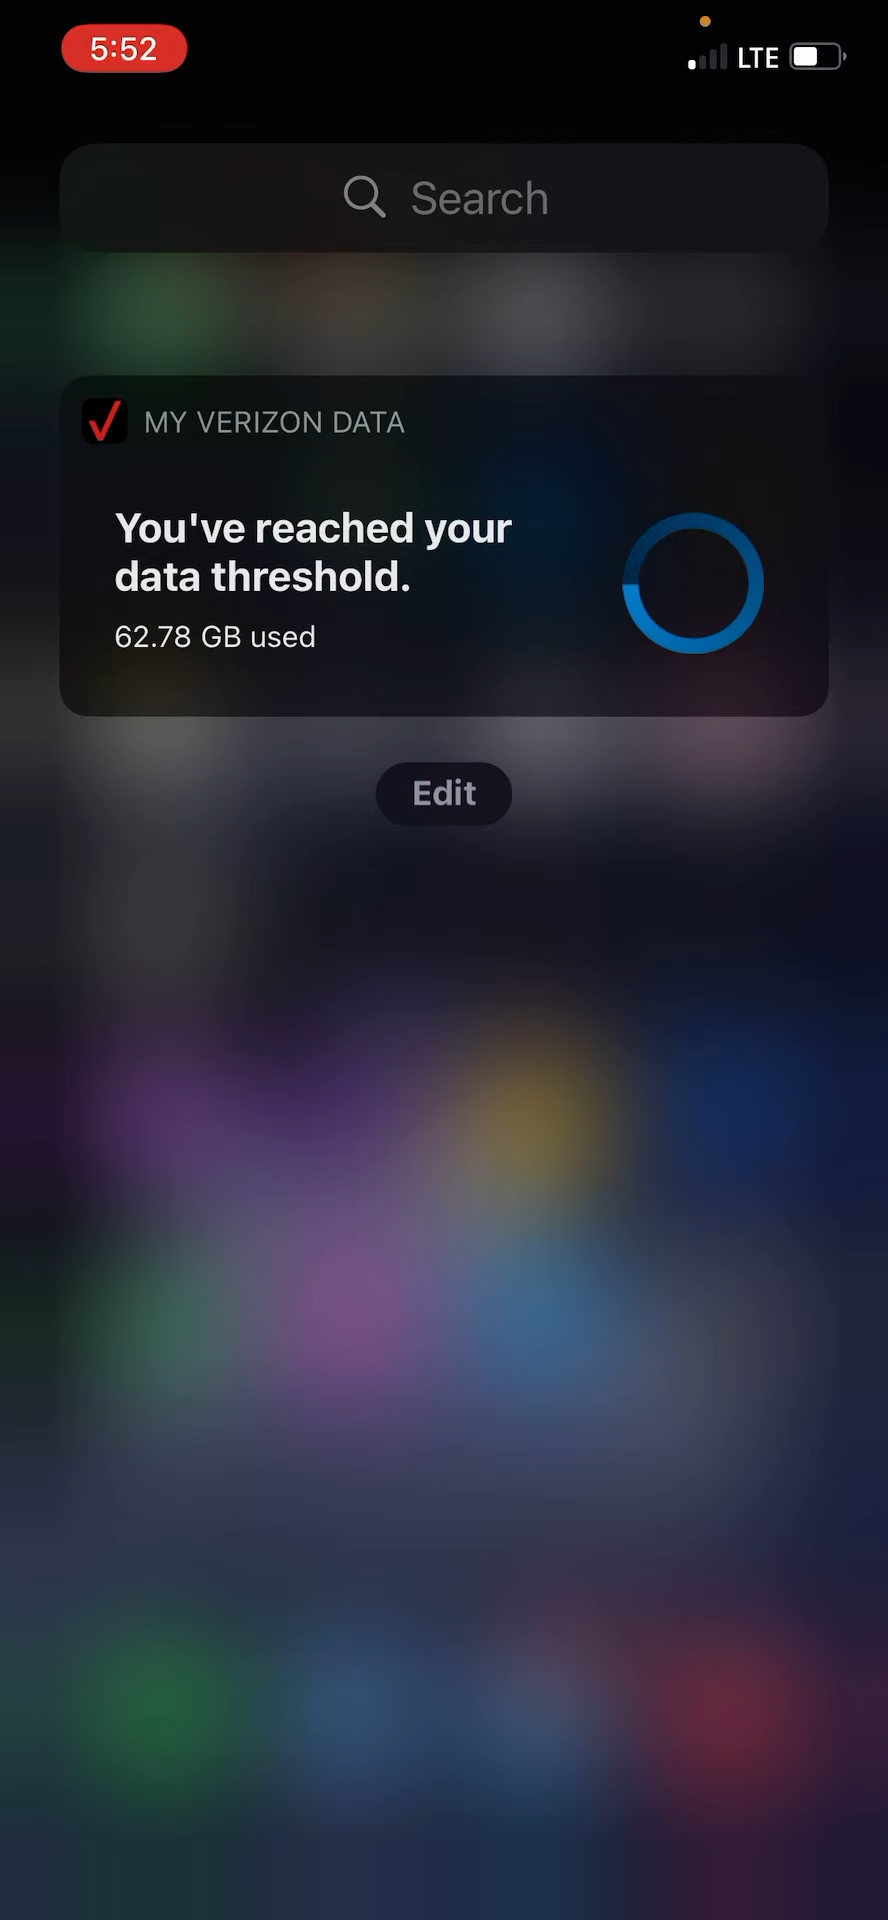 5:52
LTE
Search
MY VERIZON DATA
You've reached your
data threshold.
62.78 GB used
Edit